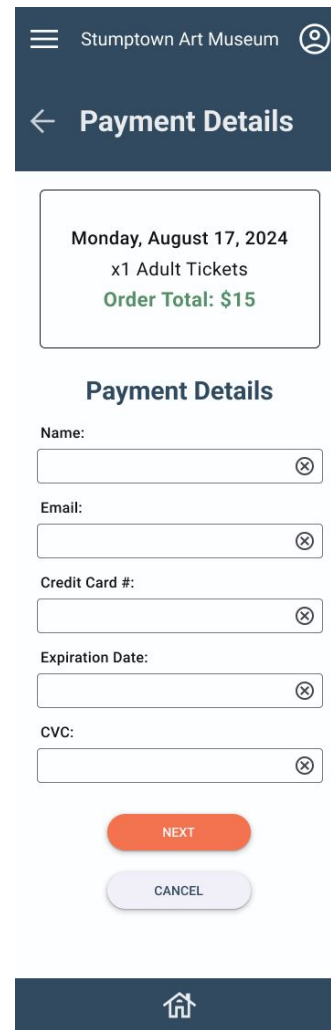 Stumptown Art Museum
Payment Details
Monday, August 17, 2024
x1 Adult Tickets
Order Total: $15
Payment Details
Name:
Email:
Credit Card #:
Expiration Date:
CVC:
NEXT
CANCEL